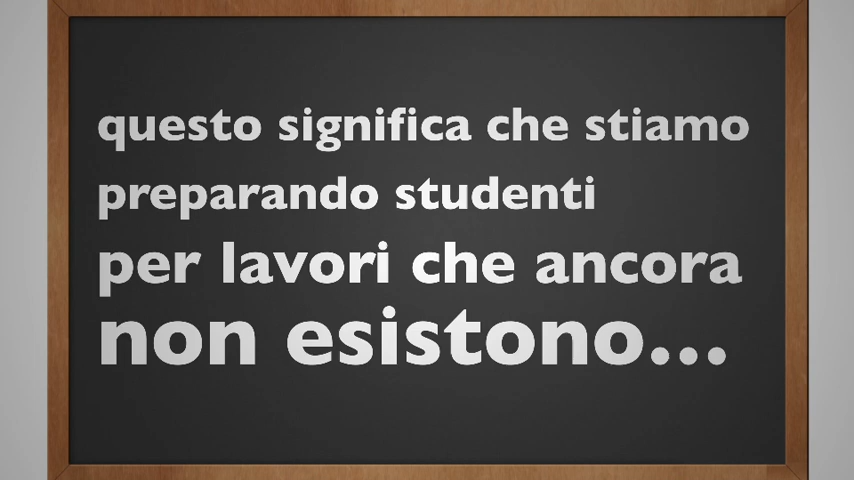 questo significa che stiamo
preparando studenti
per lavori che ancora
non esistono...